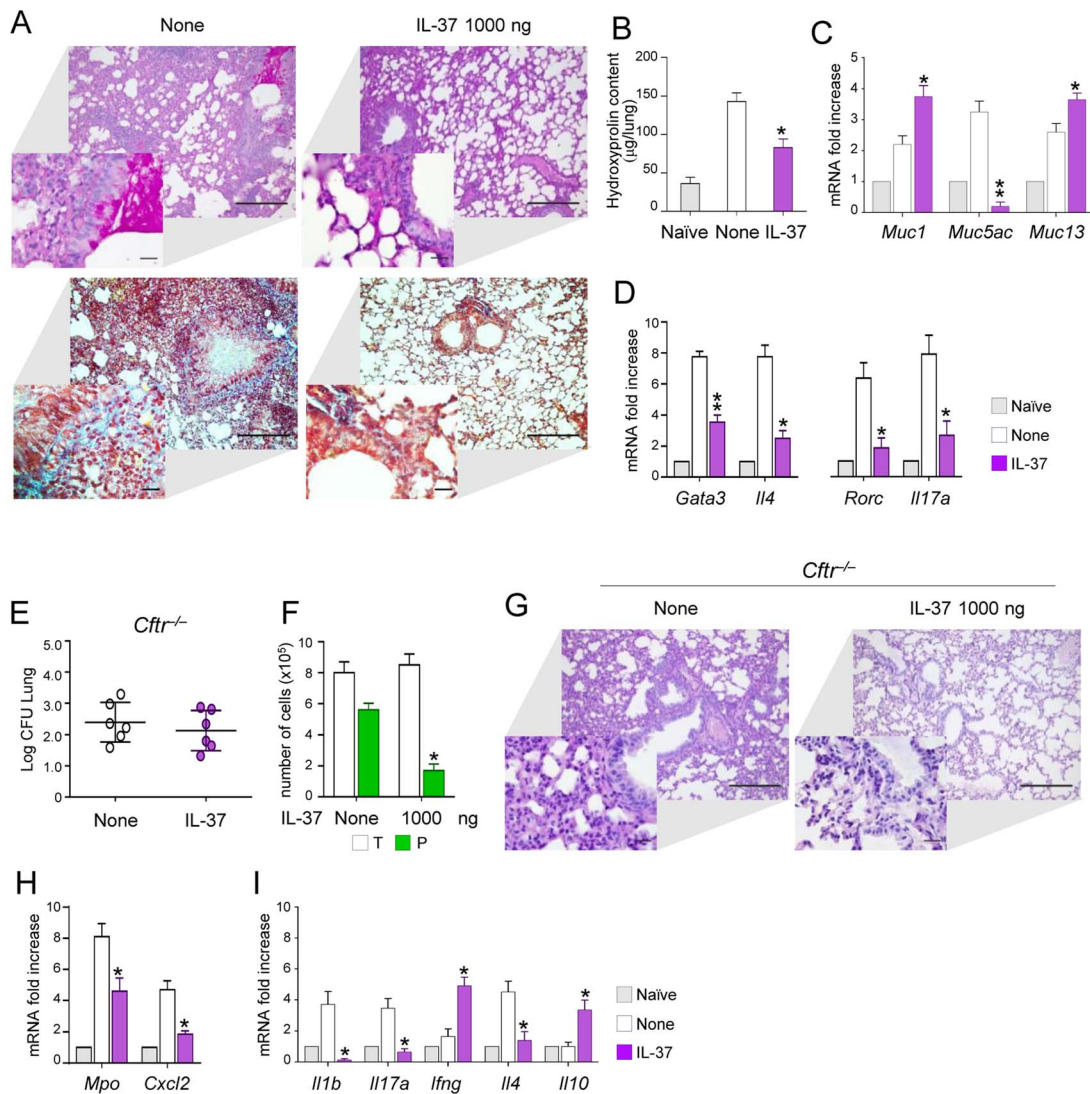 A
None
IL-37 1000 ng
B
Hydroxyprolin content
(µg/lung)
200
150
100
50
0
Naïve None IL-37
*
C
mRNA fold increase
5
4
3
2
1
0
*
**
*
Muc1 Muc5ac Muc13
D
mRNA fold increase
10
8
6
4
2
0
**
*
*
*
Gata3 Il4 Rorc Il17a
Naïve
None
IL-37
E
Cftr–/–
Log CFU Lung
5.0
4.0
3.0
2.0
1.0
0
None IL-37
F
number of cells (x10⁵)
10
8
6
4
2
0
*
IL-37 None 1000 ng
T P
Cftr–/–
G
None
IL-37 1000 ng
H
mRNA fold increase
10
8
6
4
2
0
*
*
Mpo Cxcl2
I
mRNA fold increase
10
8
6
4
2
0
*
*
*
*
*
Il1b Il17a Ifng Il4 Il10
Naïve
None
IL-37